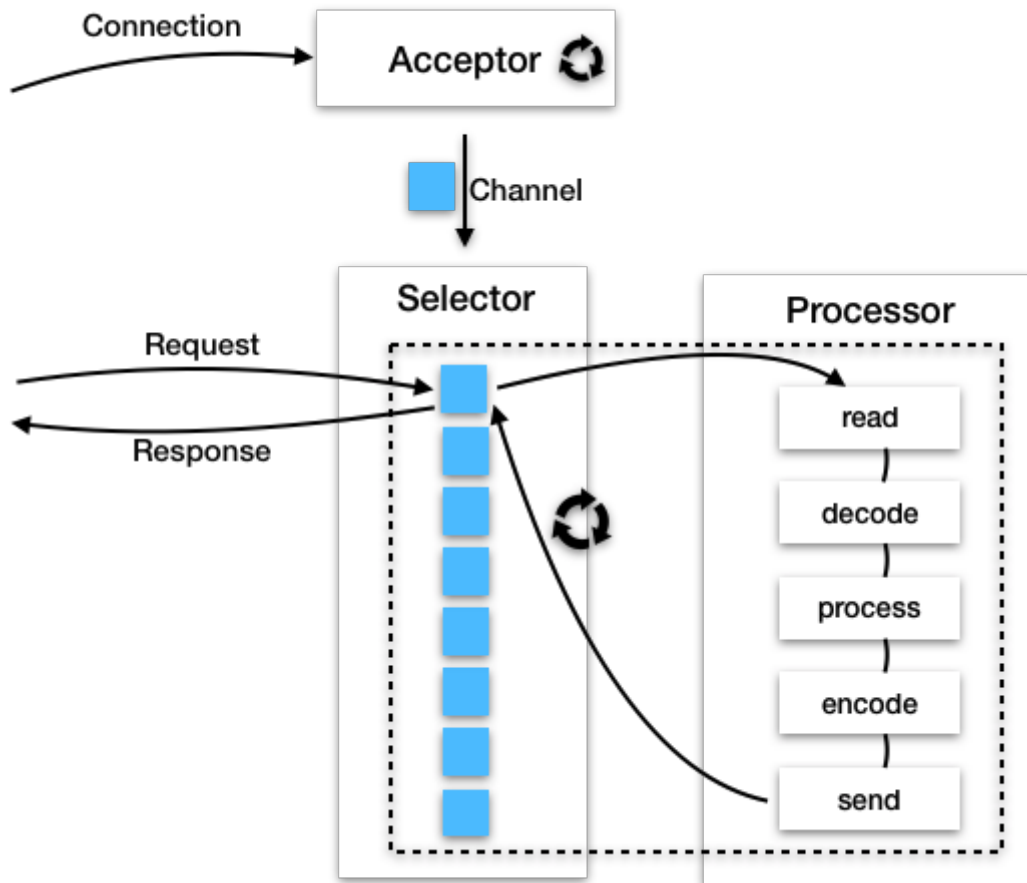 Connection
Acceptor
Channel
Selector
Processor
Request
Response
read
decode
process
encode
send